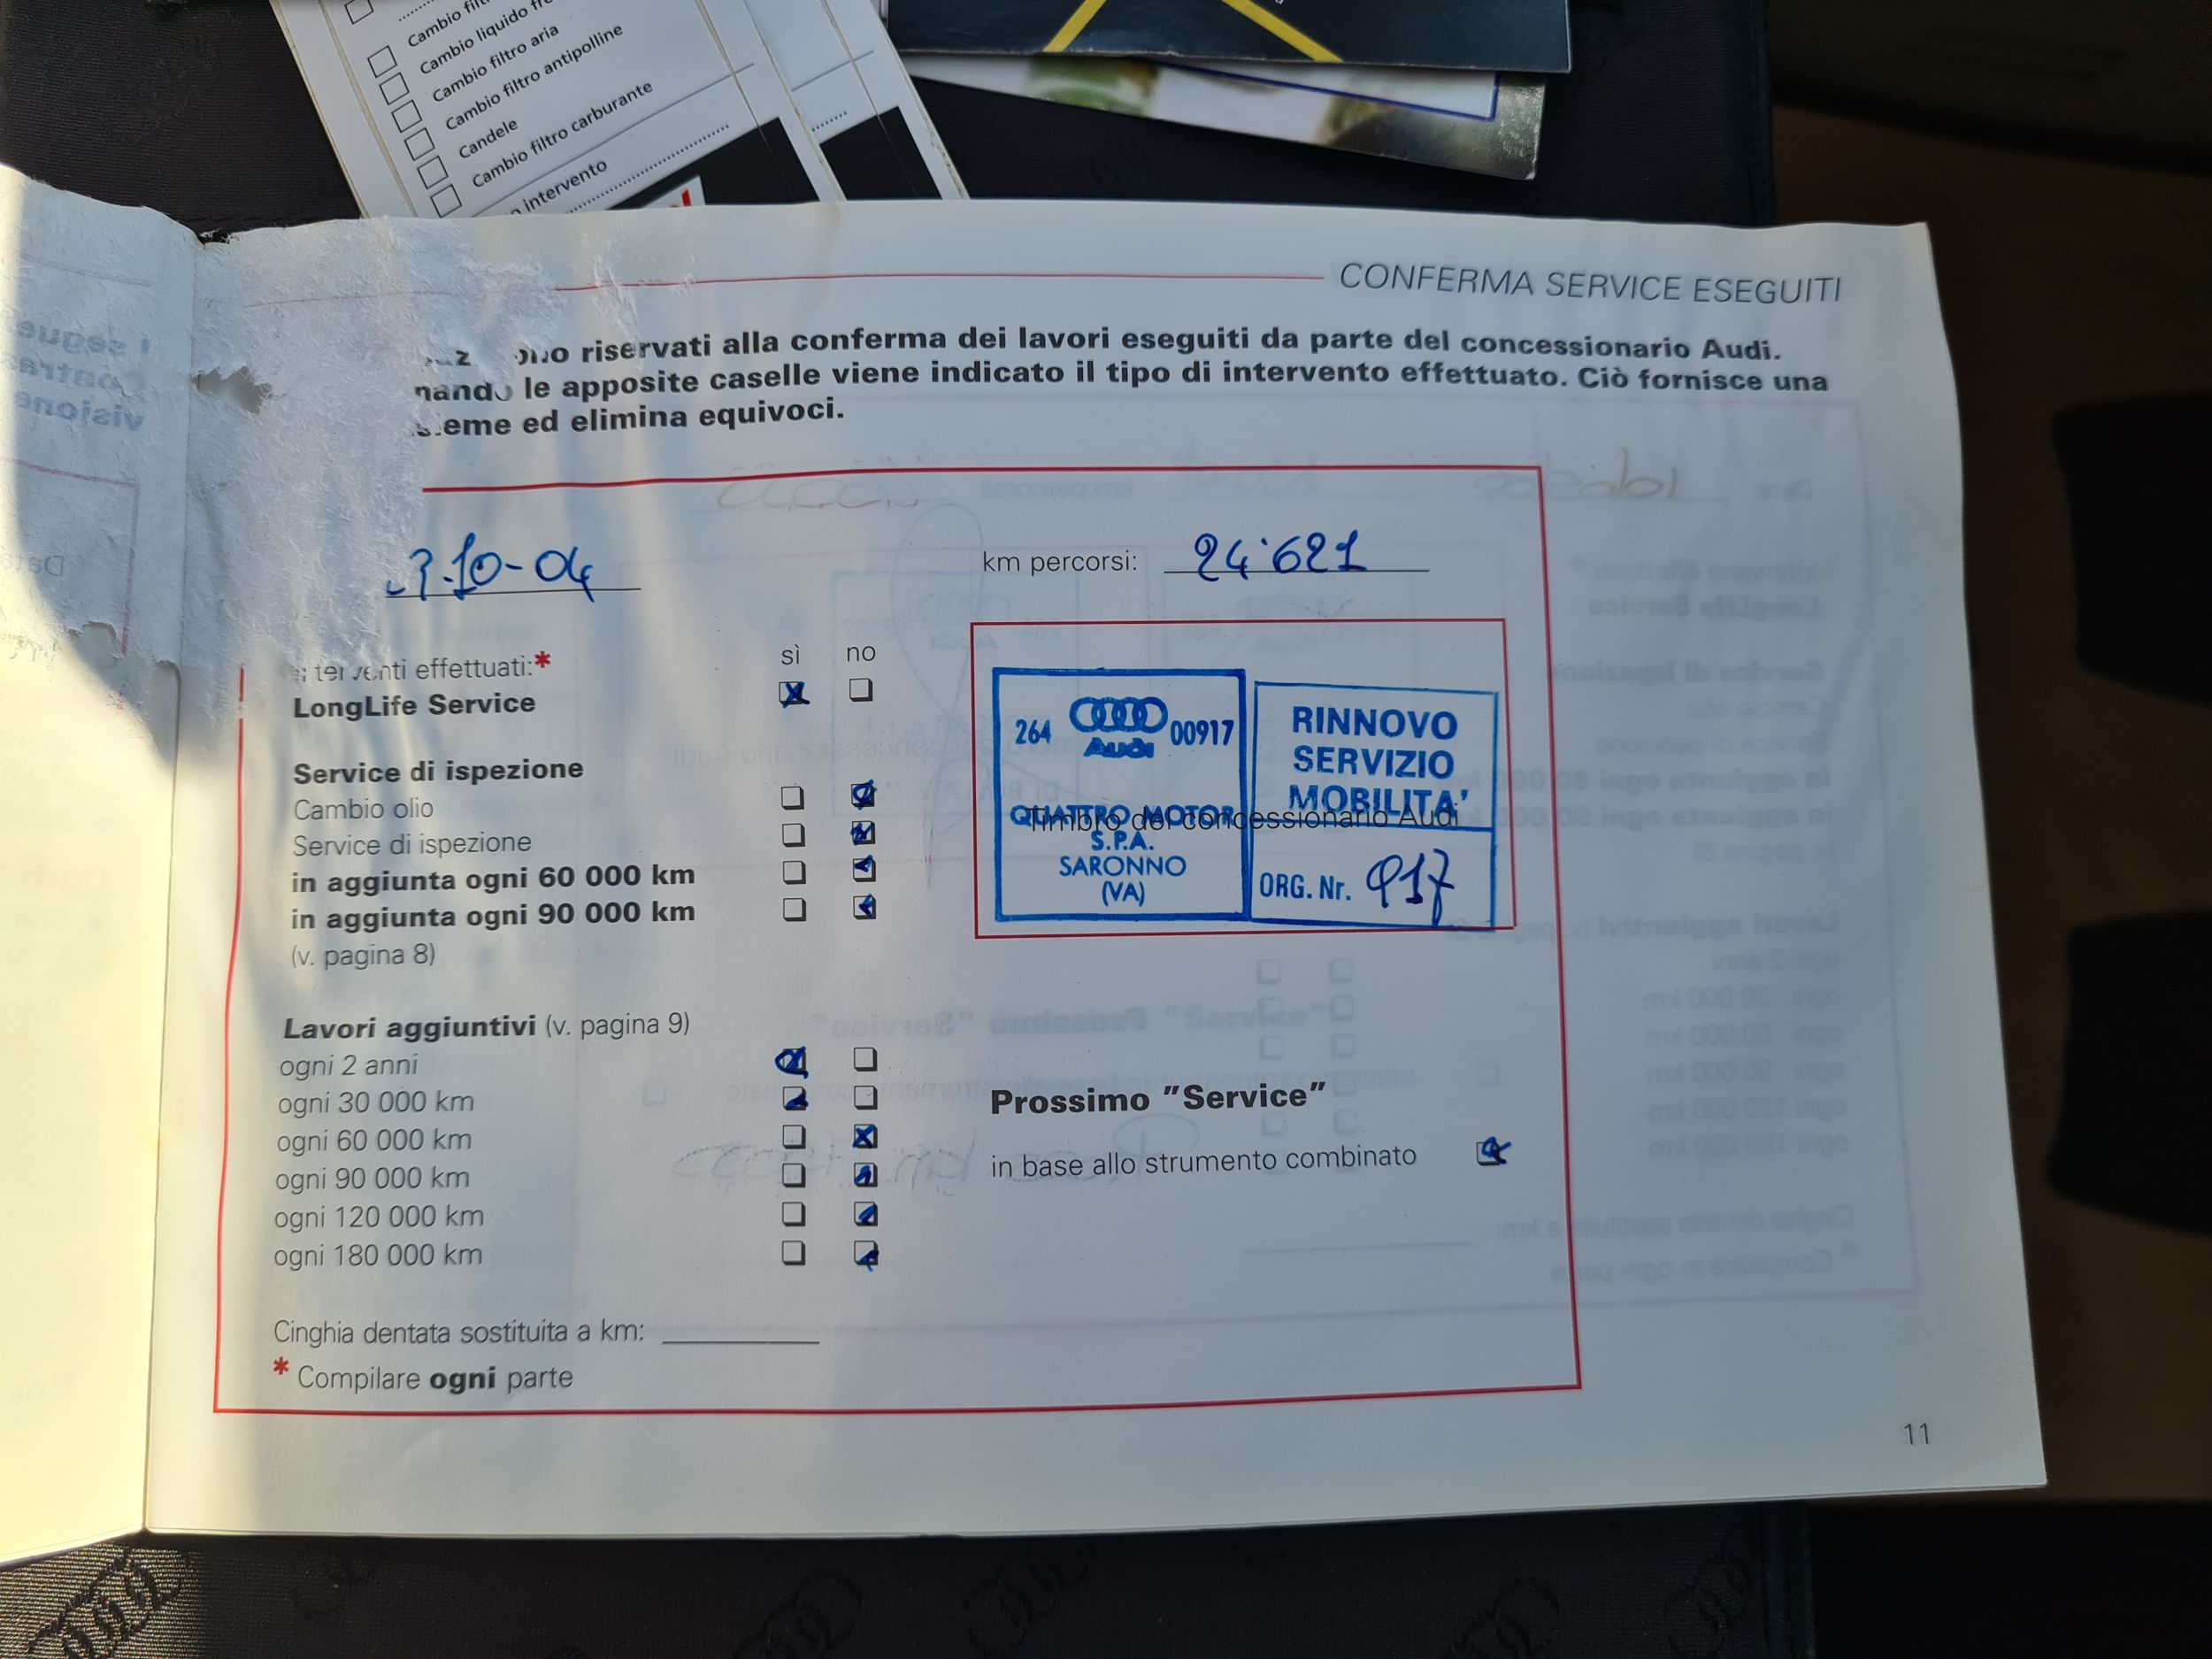 Cambio filtro aria
Cambio filtro antipolline
Candele
Cambio filtro carburante
intervento
CONFERMA SERVICE ESEGUITI
riservati alla conferma dei lavori eseguiti da parte del concessionario Audi.
le apposite caselle viene indicato il tipo di intervento effettuato. Ciò fornisce una
ed elimina equivoci.
10-04
km percorsi: 24.621
effettuati:*
sì no
LongLife Service
Service di ispezione
Cambio olio
Service di ispezione
in aggiunta ogni 60 000 km
in aggiunta ogni 90 000 km
(v. pagina 8)
264 Audi 00917
QUATTRO MOTOR
S.P.A.
SARONNO
(VA)
RINNOVO
SERVIZIO
MOBILITA'
Timbro del concessionario Audi
ORG. Nr. 917
Lavori aggiuntivi (v. pagina 9)
ogni 2 anni
ogni 30 000 km
ogni 60 000 km
ogni 90 000 km
ogni 120 000 km
ogni 180 000 km
Prossimo "Service"
in base allo strumento combinato
Cinghia dentata sostituita a km:
* Compilare ogni parte
11